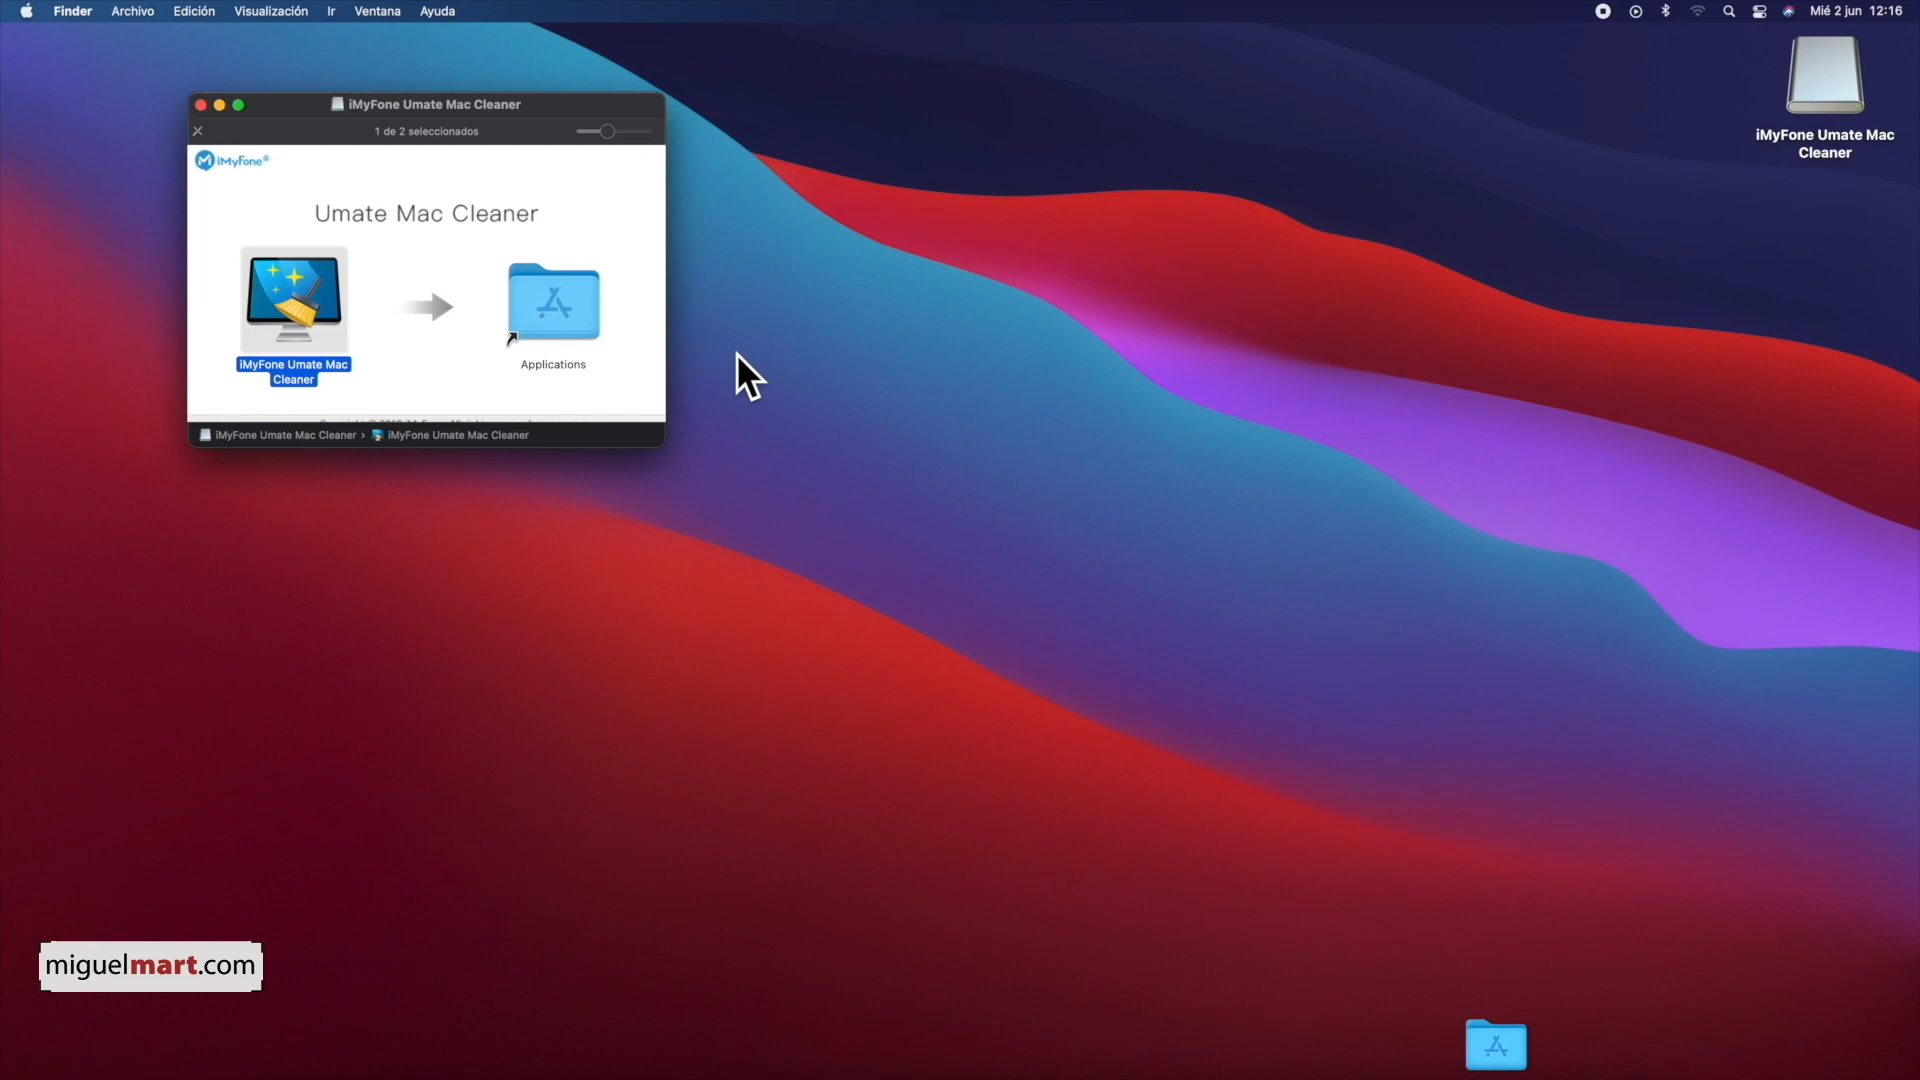 Finder Archivo Edición Visualización Ir Ventana Ayuda
Mié 2 jun 12:16
iMyFone Umate Mac Cleaner
1 de 2 seleccionados
iMyFone®
Umate Mac Cleaner
iMyFone Umate Mac
Cleaner
Applications
iMyFone Umate Mac Cleaner › iMyFone Umate Mac Cleaner
iMyFone Umate Mac
Cleaner
miguelmart.com